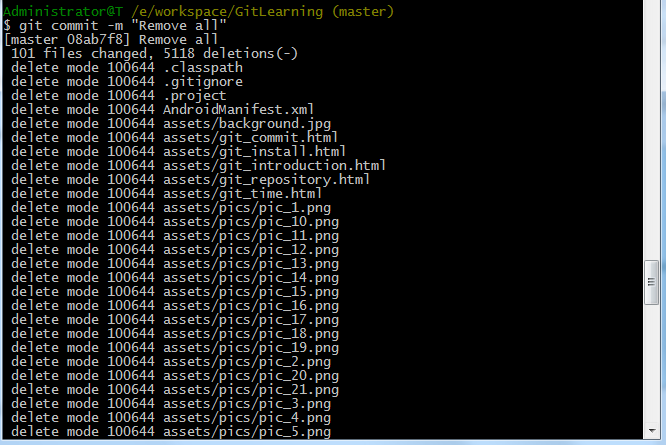 Administrator@T /e/workspace/GitLearning (master)
$ git commit -m "Remove all"
[master 08ab7f8] Remove all
 101 files changed, 5118 deletions(-)
 delete mode 100644 .classpath
 delete mode 100644 .gitignore
 delete mode 100644 .project
 delete mode 100644 AndroidManifest.xml
 delete mode 100644 assets/background.jpg
 delete mode 100644 assets/git_commit.html
 delete mode 100644 assets/git_install.html
 delete mode 100644 assets/git_introduction.html
 delete mode 100644 assets/git_repository.html
 delete mode 100644 assets/git_time.html
 delete mode 100644 assets/pics/pic_1.png
 delete mode 100644 assets/pics/pic_10.png
 delete mode 100644 assets/pics/pic_11.png
 delete mode 100644 assets/pics/pic_12.png
 delete mode 100644 assets/pics/pic_13.png
 delete mode 100644 assets/pics/pic_14.png
 delete mode 100644 assets/pics/pic_15.png
 delete mode 100644 assets/pics/pic_16.png
 delete mode 100644 assets/pics/pic_17.png
 delete mode 100644 assets/pics/pic_18.png
 delete mode 100644 assets/pics/pic_19.png
 delete mode 100644 assets/pics/pic_2.png
 delete mode 100644 assets/pics/pic_20.png
 delete mode 100644 assets/pics/pic_21.png
 delete mode 100644 assets/pics/pic_3.png
 delete mode 100644 assets/pics/pic_4.png
 delete mode 100644 assets/pics/pic_5.png